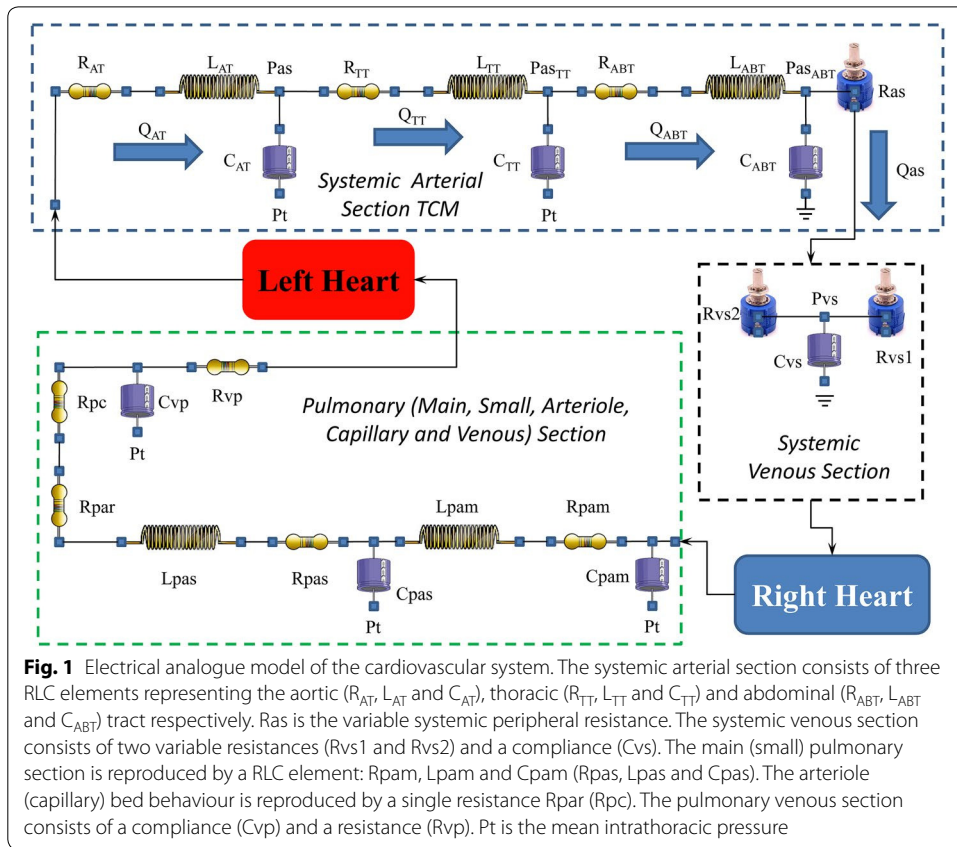 R_AT L_AT Pas R_TT L_TT Pas_TT R_ABT L_ABT Pas_ABT
Ras
Q_AT Q_TT Q_ABT
C_AT C_TT C_ABT
Qas
Systemic Arterial
Section TCM
Pt Pt
Left Heart
Rvs2 Pvs Rvs1
Cvs
Systemic
Venous Section
Rpc Cvp Rvp
Pt
Pulmonary (Main, Small, Arteriole,
Capillary and Venous) Section
Rpar
Lpas Rpas Lpam Rpam
Cpas Cpam
Pt Pt
Right Heart
Fig. 1 Electrical analogue model of the cardiovascular system. The systemic arterial section consists of three
RLC elements representing the aortic (R_AT, L_AT and C_AT), thoracic (R_TT, L_TT and C_TT) and abdominal (R_ABT, L_ABT
and C_ABT) tract respectively. Ras is the variable systemic peripheral resistance. The systemic venous section
consists of two variable resistances (Rvs1 and Rvs2) and a compliance (Cvs). The main (small) pulmonary
section is reproduced by a RLC element: Rpam, Lpam and Cpam (Rpas, Lpas and Cpas). The arteriole
(capillary) bed behaviour is reproduced by a single resistance Rpar (Rpc). The pulmonary venous section
consists of a compliance (Cvp) and a resistance (Rvp). Pt is the mean intrathoracic pressure